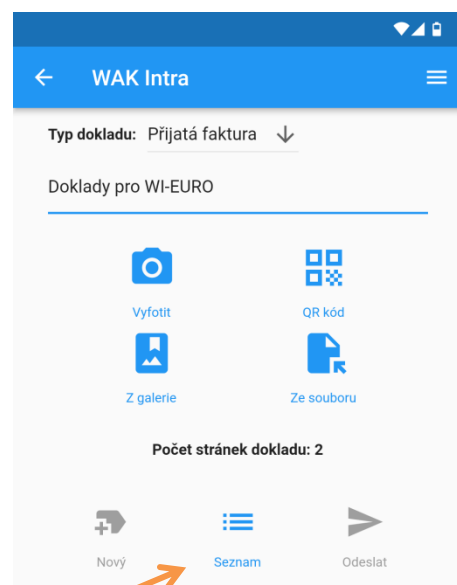 WAK Intra
Typ dokladu: Přijatá faktura
Doklady pro WI-EURO
Vyfotit QR kód
Z galerie Ze souboru
Počet stránek dokladu: 2
Nový Seznam Odeslat